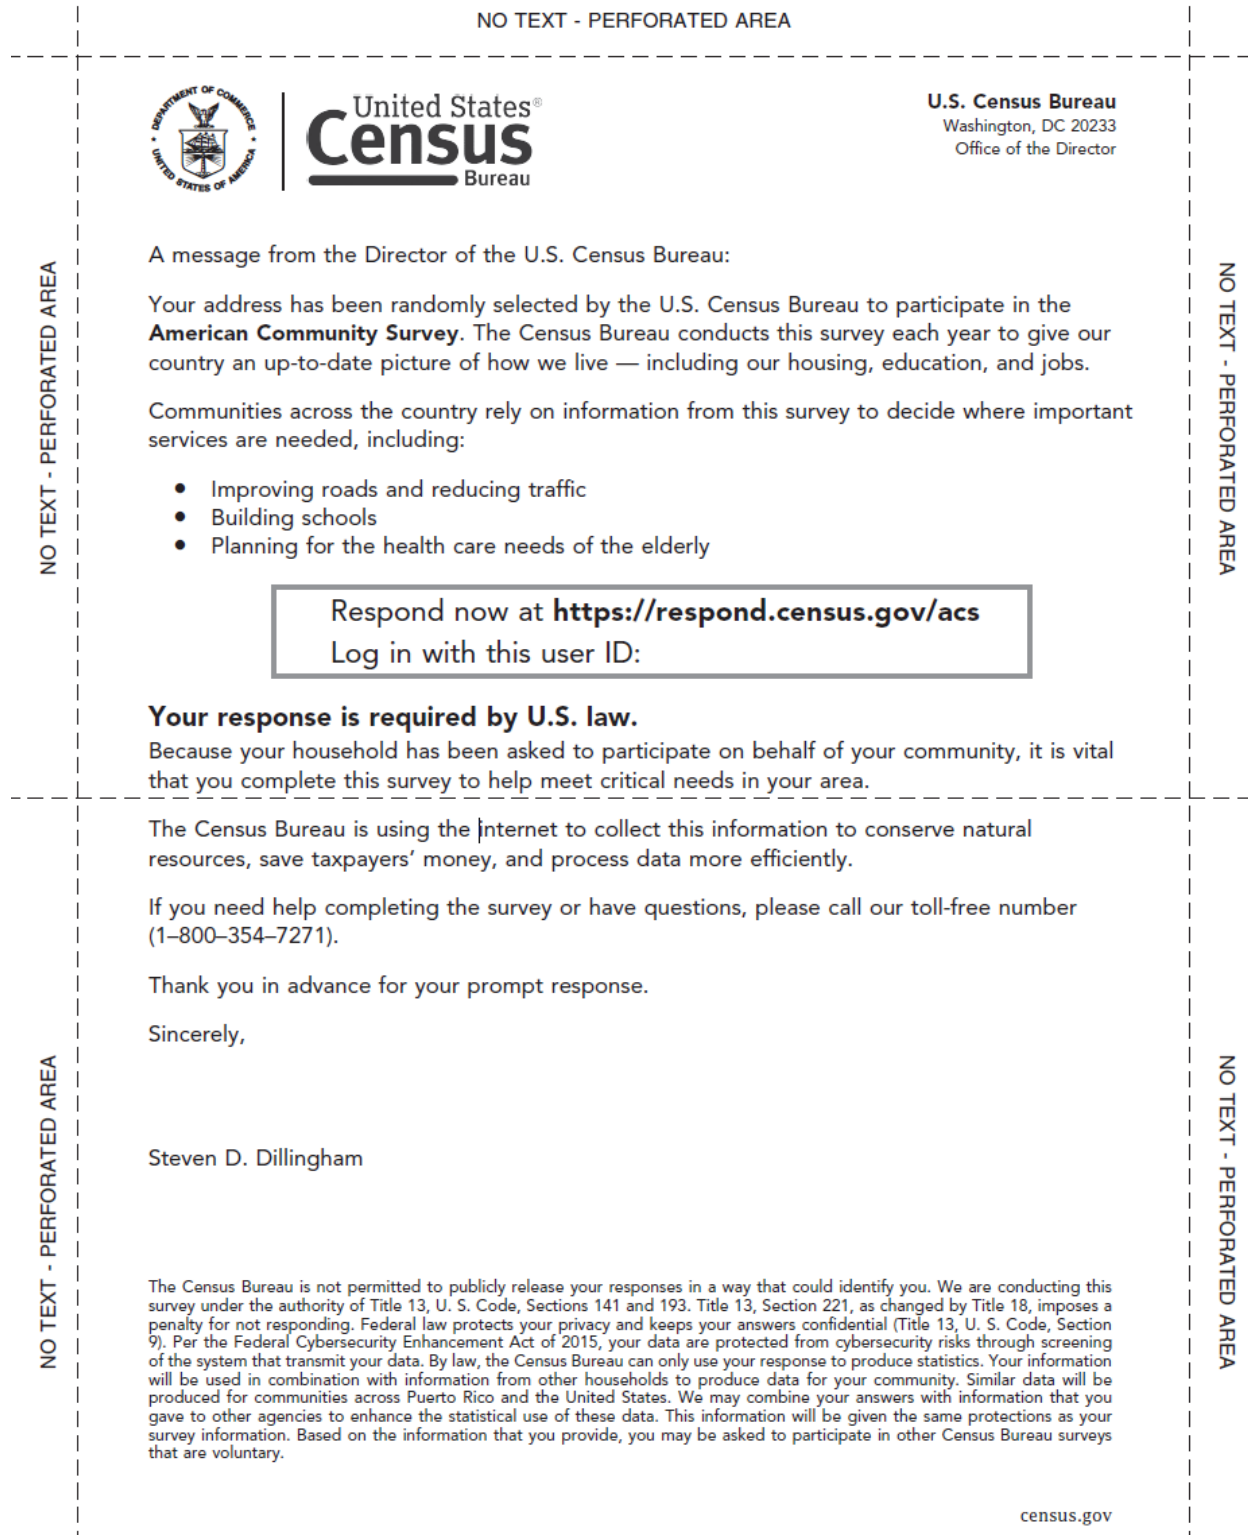 NO TEXT - PERFORATED AREA
DEPARTMENT OF COMMERCE
UNITED STATES OF AMERICA
United States®
Census
Bureau
U.S. Census Bureau
Washington, DC 20233
Office of the Director
NO TEXT - PERFORATED AREA
NO TEXT - PERFORATED AREA
A message from the Director of the U.S. Census Bureau:
Your address has been randomly selected by the U.S. Census Bureau to participate in the
American Community Survey. The Census Bureau conducts this survey each year to give our
country an up-to-date picture of how we live — including our housing, education, and jobs.
Communities across the country rely on information from this survey to decide where important
services are needed, including:
• Improving roads and reducing traffic
• Building schools
• Planning for the health care needs of the elderly
Respond now at https://respond.census.gov/acs
Log in with this user ID:
Your response is required by U.S. law.
Because your household has been asked to participate on behalf of your community, it is vital
that you complete this survey to help meet critical needs in your area.
The Census Bureau is using the internet to collect this information to conserve natural
resources, save taxpayers’ money, and process data more efficiently.
If you need help completing the survey or have questions, please call our toll-free number
(1–800–354–7271).
Thank you in advance for your prompt response.
Sincerely,
NO TEXT - PERFORATED AREA
NO TEXT - PERFORATED AREA
Steven D. Dillingham
The Census Bureau is not permitted to publicly release your responses in a way that could identify you. We are conducting this
survey under the authority of Title 13, U. S. Code, Sections 141 and 193. Title 13, Section 221, as changed by Title 18, imposes a
penalty for not responding. Federal law protects your privacy and keeps your answers confidential (Title 13, U. S. Code, Section
9). Per the Federal Cybersecurity Enhancement Act of 2015, your data are protected from cybersecurity risks through screening
of the system that transmit your data. By law, the Census Bureau can only use your response to produce statistics. Your information
will be used in combination with information from other households to produce data for your community. Similar data will be
produced for communities across Puerto Rico and the United States. We may combine your answers with information that you
gave to other agencies to enhance the statistical use of these data. This information will be given the same protections as your
survey information. Based on the information that you provide, you may be asked to participate in other Census Bureau surveys
that are voluntary.
census.gov